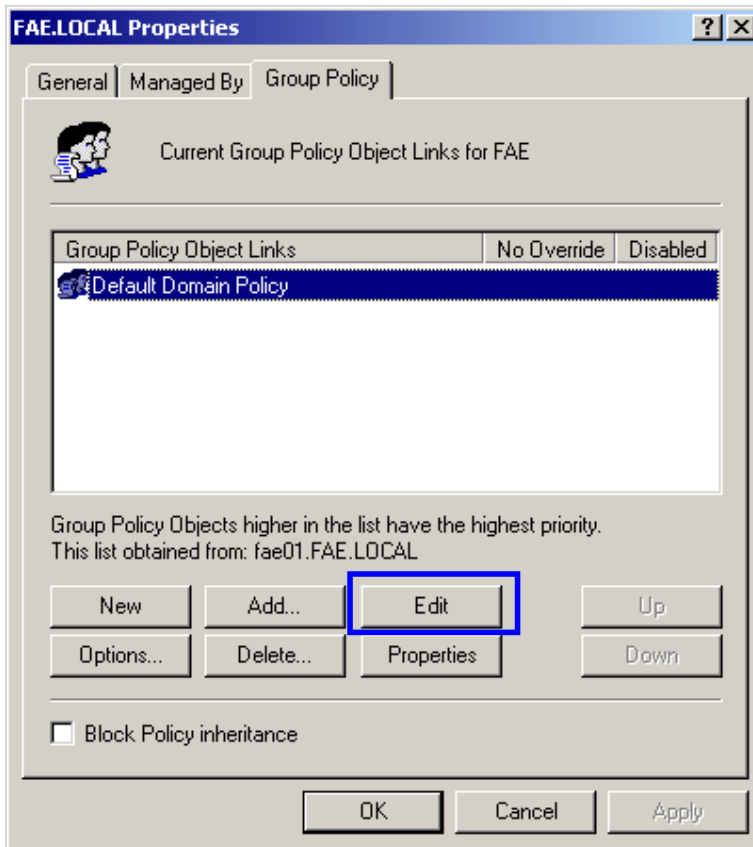 FAE.LOCAL Properties
General Managed By Group Policy
Current Group Policy Object Links for FAE
Group Policy Object Links No Override Disabled
Default Domain Policy
Group Policy Objects higher in the list have the highest priority.
This list obtained from: fae01.FAE.LOCAL
New Add... Edit Up
Options... Delete... Properties Down
Block Policy inheritance
OK Cancel Apply